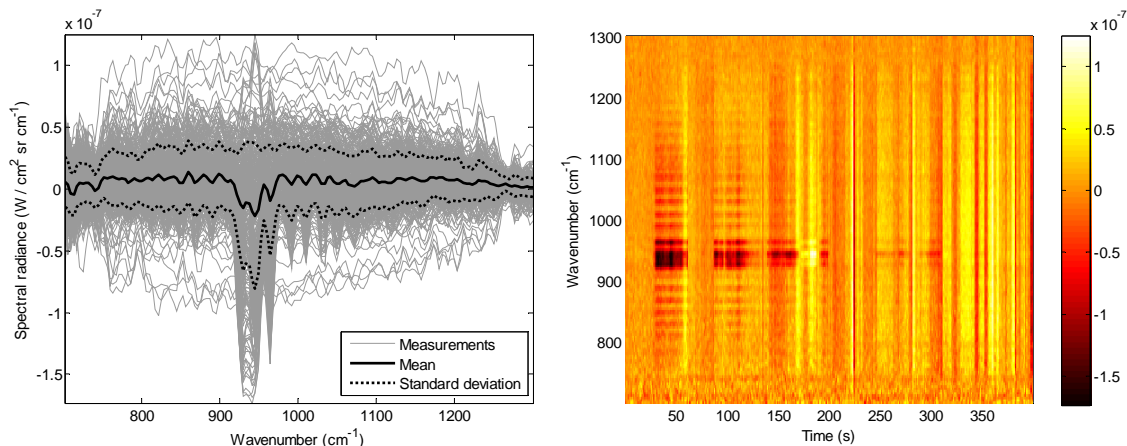 x 10^-7
1
0.5
0
-0.5
-1
-1.5
Spectral radiance (W / cm^2 sr cm^-1)
800 900 1000 1100 1200
Wavenumber (cm^-1)
Measurements
Mean
Standard deviation
1300
1200
1100
1000
900
800
Wavenumber (cm^-1)
50 100 150 200 250 300 350
Time (s)
x 10^-7
1
0.5
0
-0.5
-1
-1.5